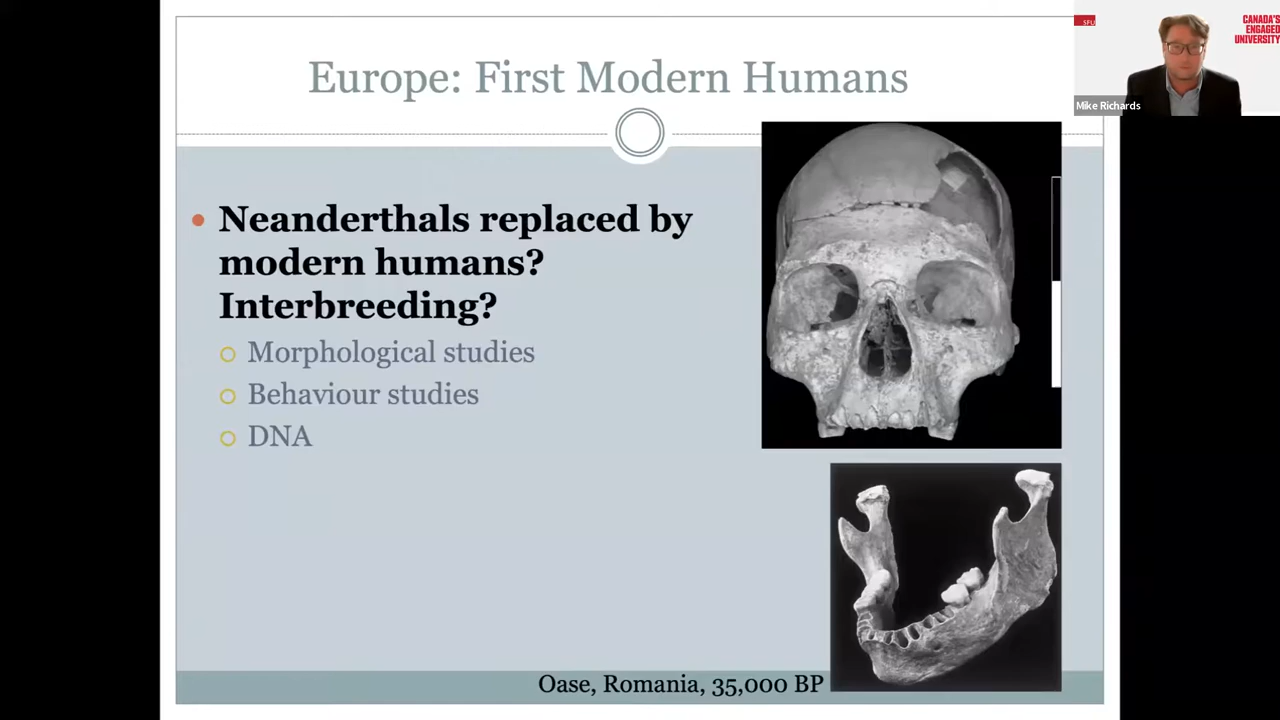 Europe: First Modern Humans
SFU
CANADA'S
ENGAGED
UNIVERSITY
Mike Richards
Neanderthals replaced by
modern humans?
Interbreeding?
Morphological studies
Behaviour studies
DNA
Oase, Romania, 35,000 BP